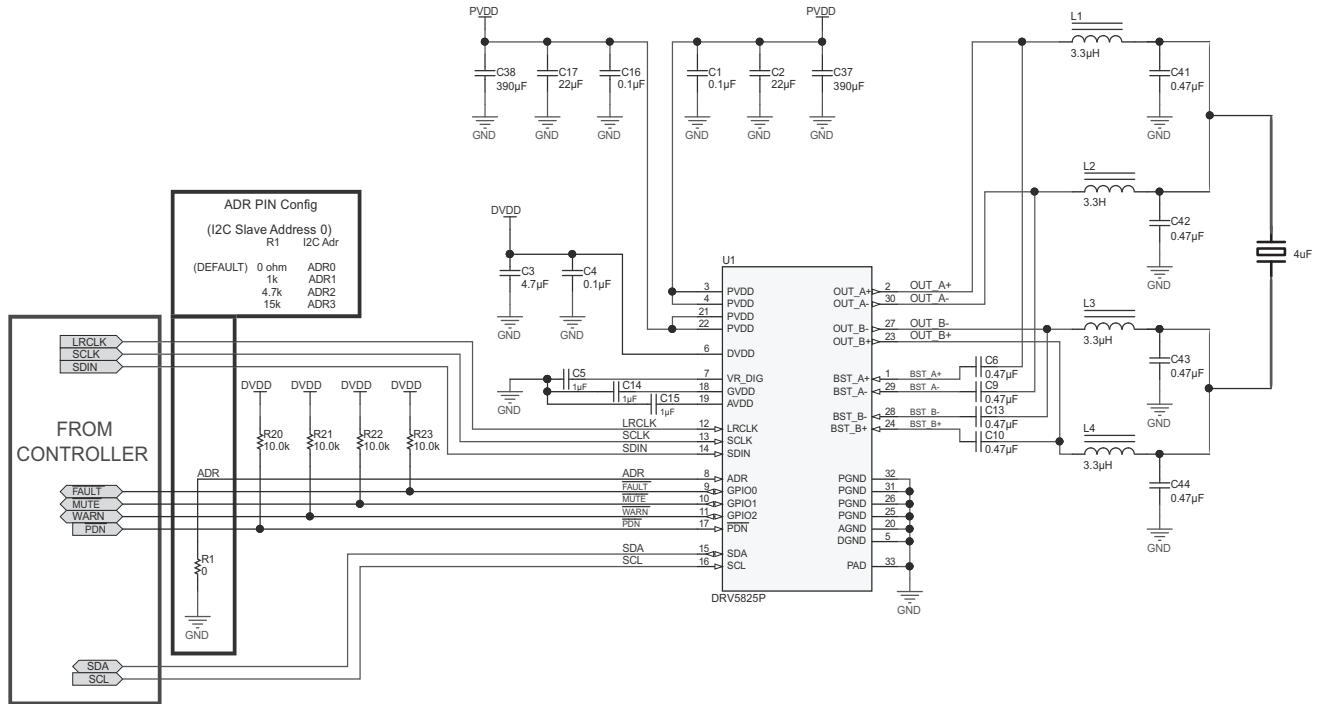 PVDD
C38
390µF
GND
C17
22µF
GND
C16
0.1µF
GND
PVDD
C1
0.1µF
GND
C2
22µF
GND
C37
390µF
GND
L1
3.3µH
C41
0.47µF
GND
L2
3.3H
C42
0.47µF
GND
4uF
L3
3.3µH
C43
0.47µF
GND
L4
3.3µH
C44
0.47µF
GND
ADR PIN Config
(I2C Slave Address 0)
R1 I2C Adr
(DEFAULT) 0 ohm ADR0
1k ADR1
4.7k ADR2
15k ADR3
DVDD
C3
4.7µF
GND
C4
0.1µF
GND
FROM
CONTROLLER
LRCLK
SCLK
SDIN
FAULT
MUTE
WARN
PDN
SDA
SCL
DVDD DVDD DVDD DVDD
R20
10.0k
R21
10.0k
R22
10.0k
R23
10.0k
ADR
R1
0
GND
C5
1µF
C14
1µF
C15
1µF
GND
LRCLK
SCLK
SDIN
ADR
FAULT
MUTE
WARN
PDN
SDA
SCL
U1
3 PVDD
4 PVDD
21 PVDD
22 PVDD
6 DVDD
7 VR_DIG
18 GVDD
19 AVDD
12 LRCLK
13 SCLK
14 SDIN
8 ADR
9 GPIO0
10 GPIO1
11 GPIO2
17 PDN
15 SDA
16 SCL
DRV5825P
OUT_A+ 2 OUT_A+
OUT_A- 30 OUT_A-
OUT_B- 27 OUT_B-
OUT_B+ 23 OUT_B+
BST_A+ 1 BST_A+
BST_A- 29 BST_A-
BST_B- 28 BST_B-
BST_B+ 24 BST_B+
C6
0.47µF
C9
0.47µF
C13
0.47µF
C10
0.47µF
PGND 32
PGND 31
PGND 26
PGND 25
AGND 20
DGND 5
PAD 33
GND